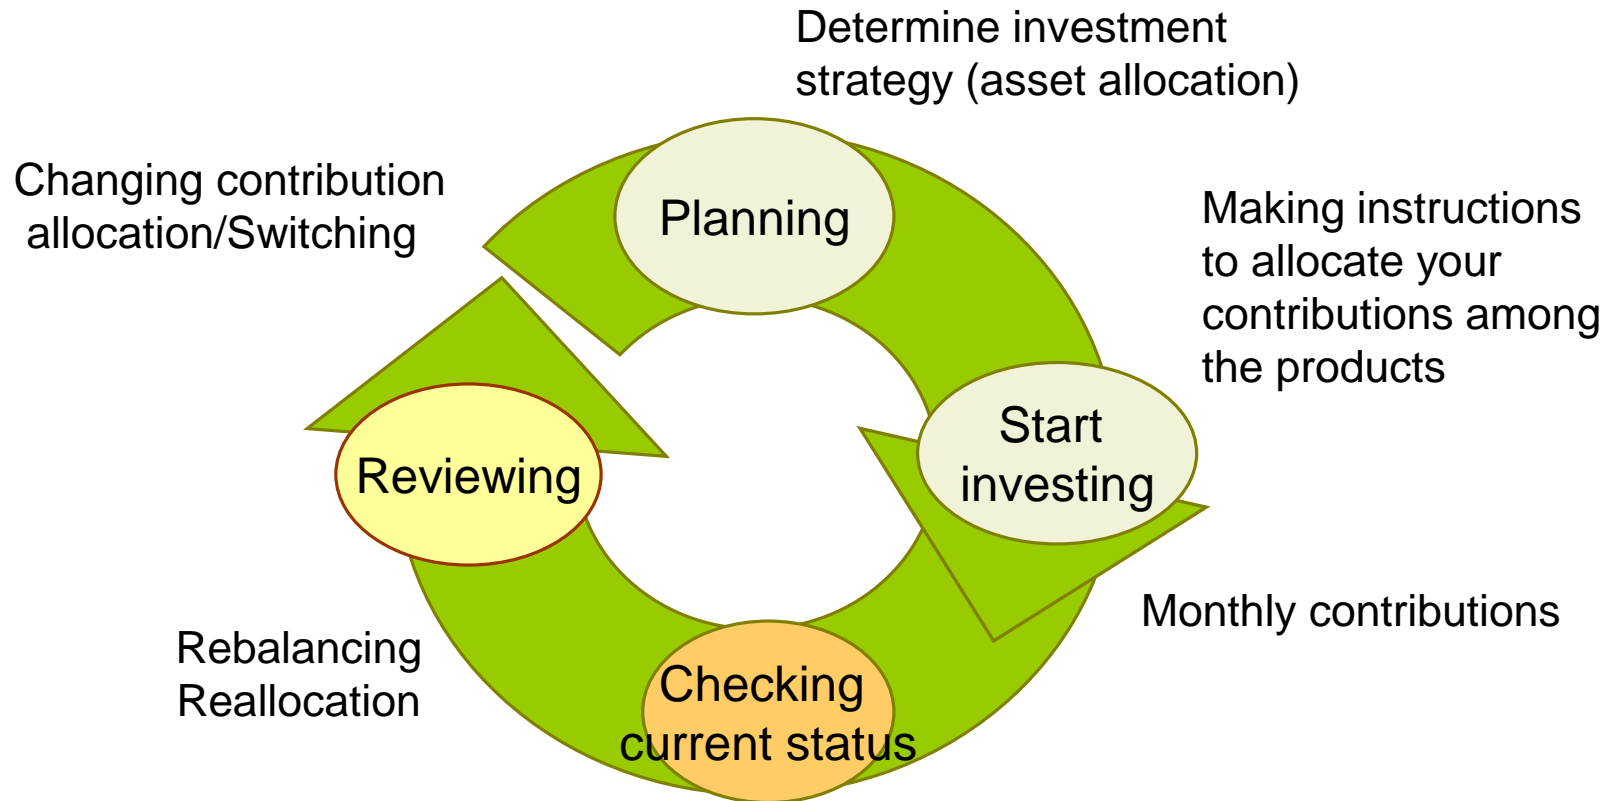 Determine investment
strategy (asset allocation)
Changing contribution
allocation/Switching
Planning
Making instructions
to allocate your
contributions among
the products
Start
investing
Reviewing
Monthly contributions
Rebalancing
Reallocation
Checking
current status